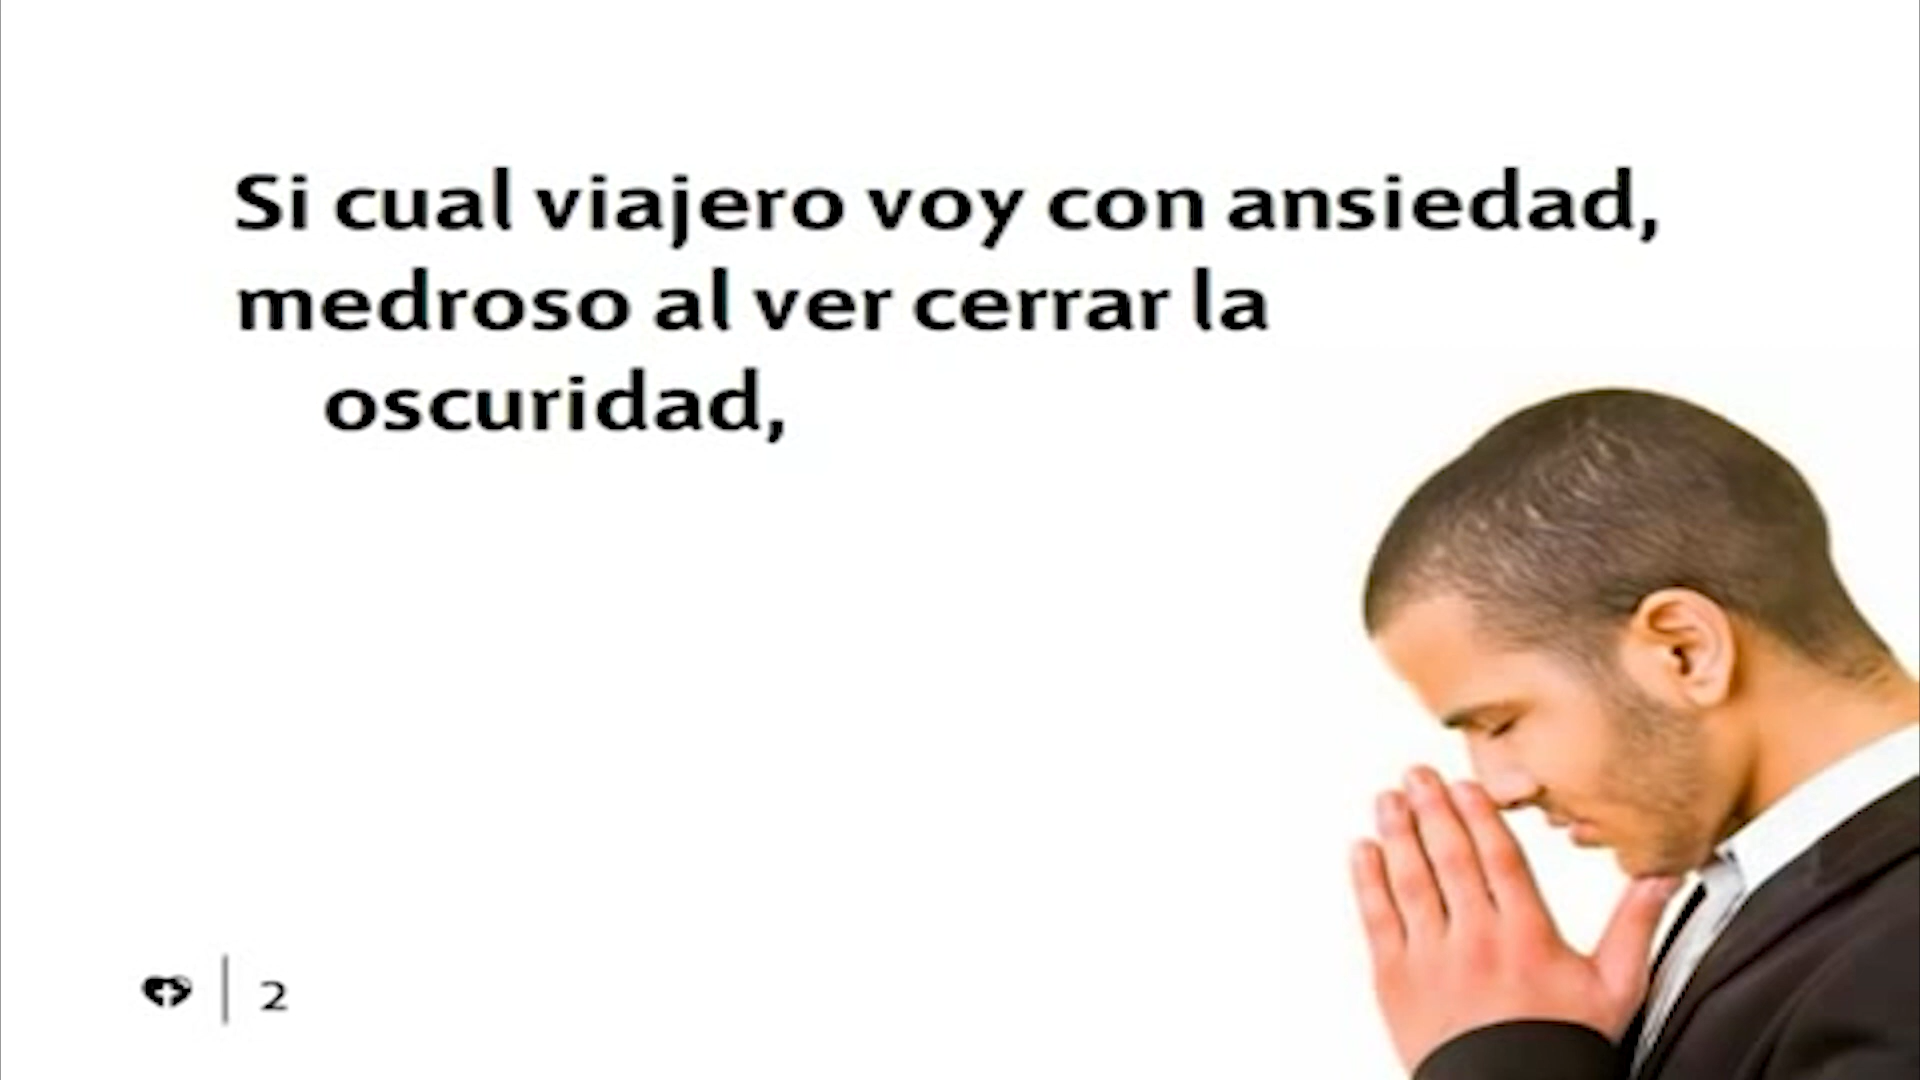 Si cual viajero voy con ansiedad,
medroso al ver cerrar la
oscuridad,
2